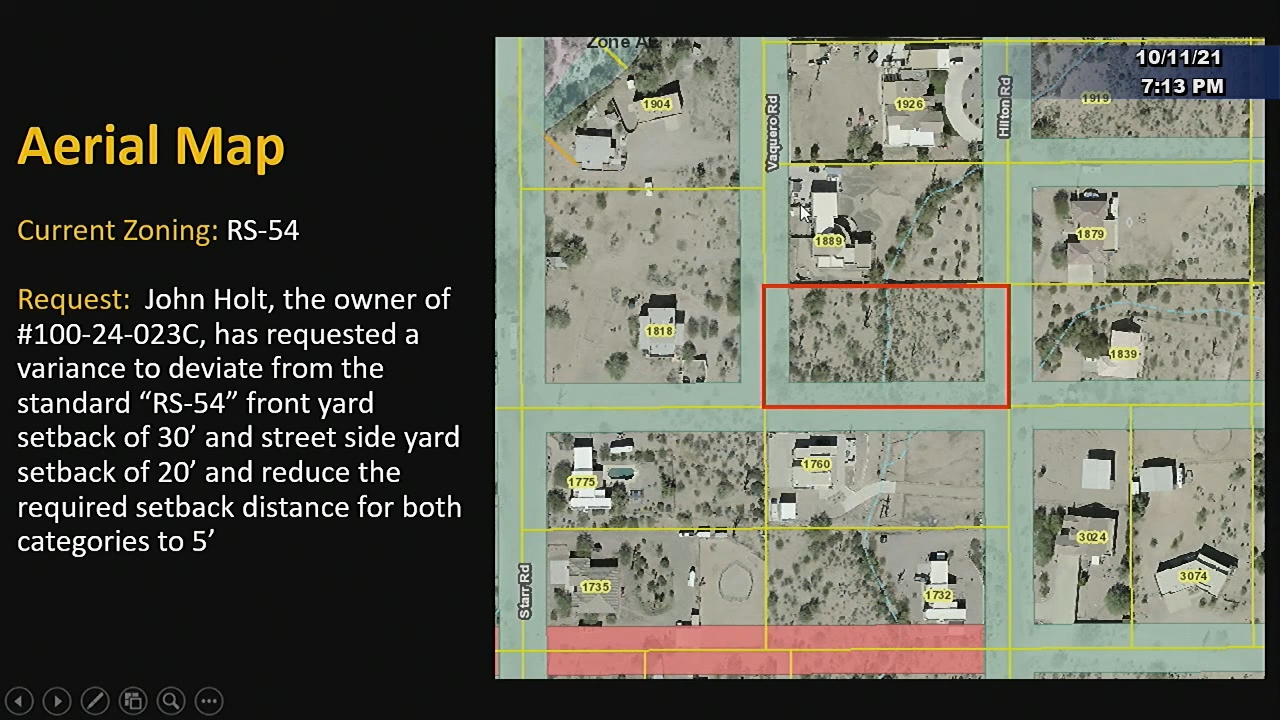 Aerial Map
Current Zoning: RS-54
Request:  John Holt, the owner of
#100-24-023C, has requested a
variance to deviate from the
standard “RS-54” front yard
setback of 30’ and street side yard
setback of 20’ and reduce the
required setback distance for both
categories to 5’
10/11/21
7:13 PM
Zone
1904
Vaquero Rd
1926
Hilton Rd
1919
1889
1879
1818
1839
1775
1760
3024
Starr Rd
1735
1732
3074